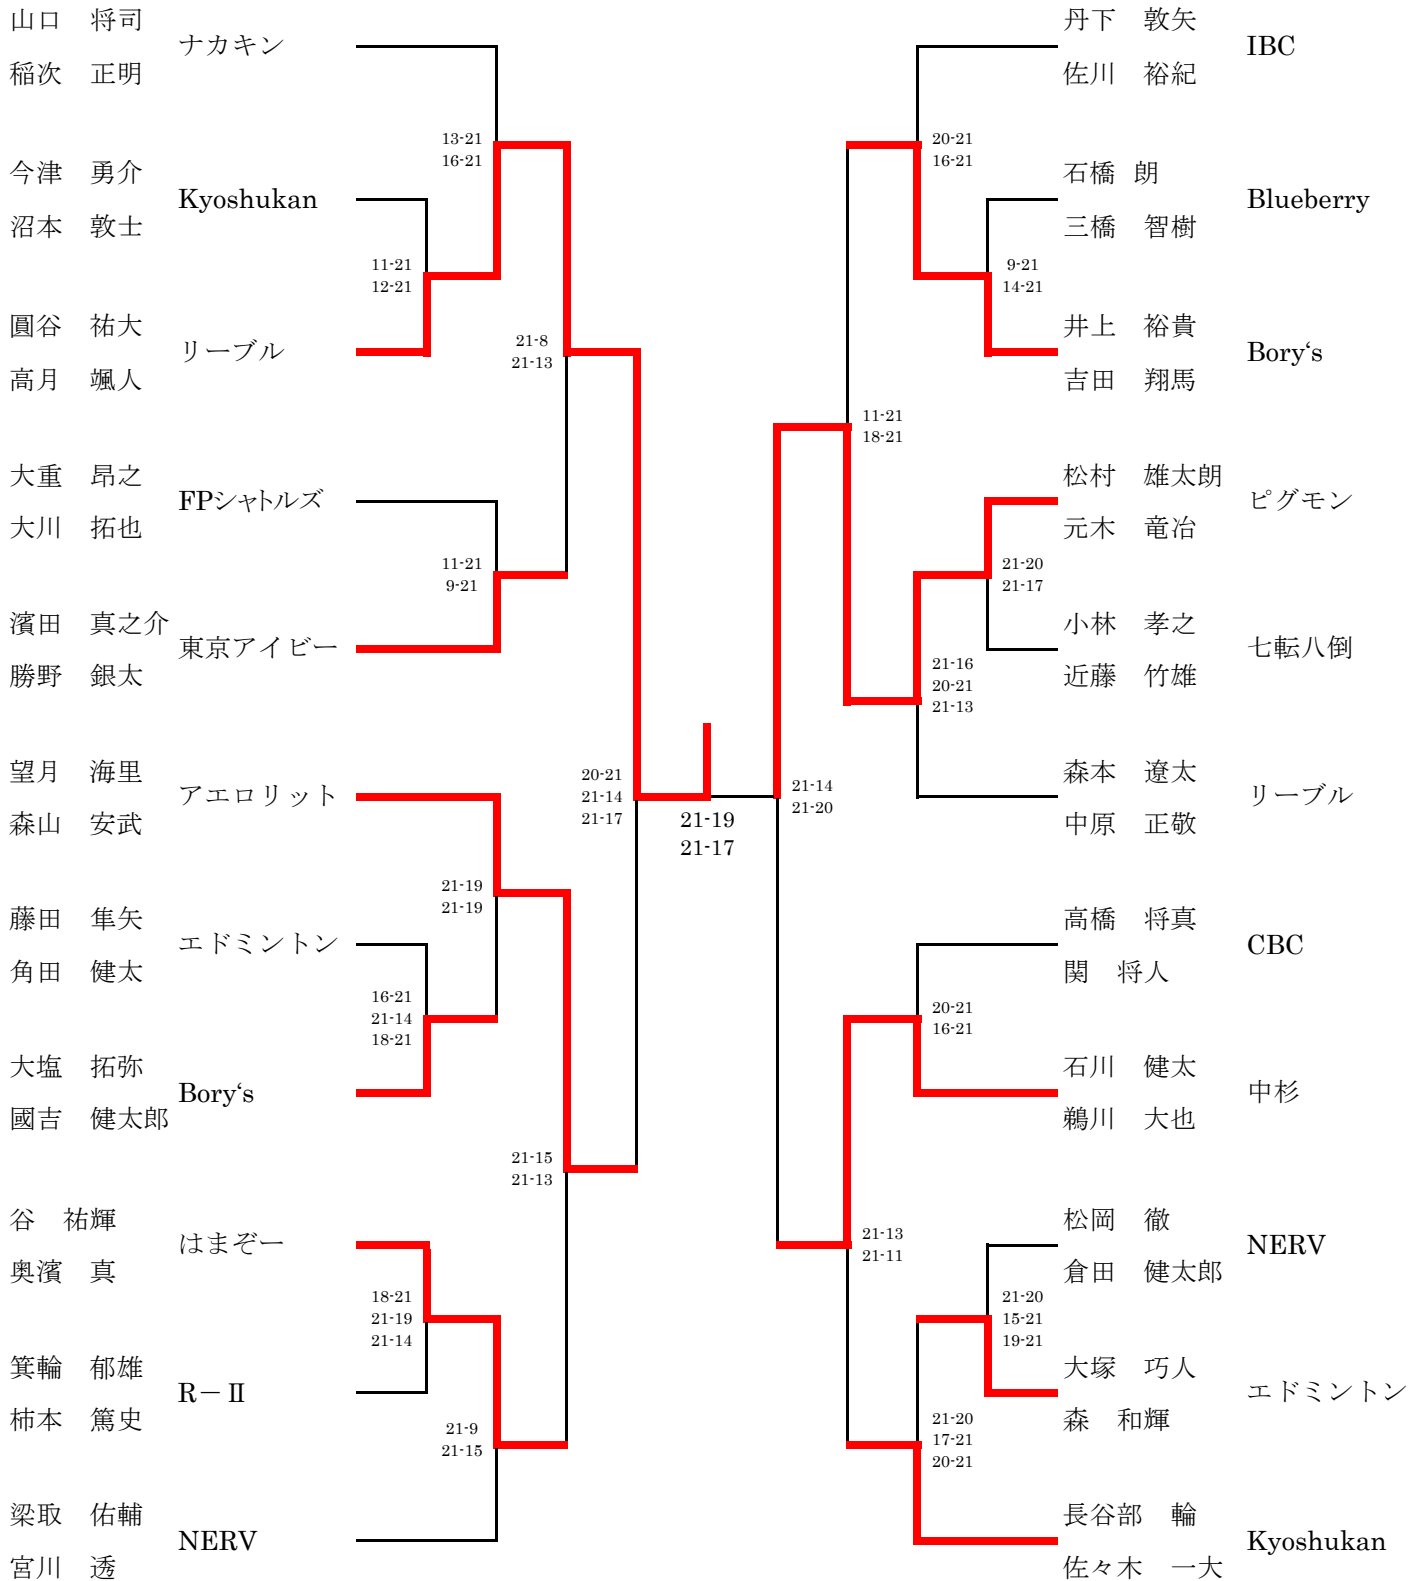 山口　将司
ナカキン
稲次　正明
13-21
16-21
今津　勇介
Kyoshukan
沼本　敦士
11-21
12-21
圓谷　祐大
リーブル
高月　颯人
21-8
21-13
大重　昂之
FPシャトルズ
大川　拓也
11-21
9-21
濱田　真之介
東京アイビー
勝野　銀太
望月　海里
アエロリット
森山　安武
20-21
21-14
21-17
21-19
21-19
藤田　隼矢
エドミントン
角田　健太
16-21
21-14
18-21
大塩　拓弥
Bory‘s
國吉　健太郎
21-15
21-13
谷　祐輝
はまぞー
奥濱　真
18-21
21-19
21-14
箕輪　郁雄
R－Ⅱ
柿本　篤史
21-9
21-15
梁取　佑輔
NERV
宮川　透
21-19
21-17
丹下　敦矢
IBC
佐川　裕紀
20-21
16-21
石橋　朗
Blueberry
三橋　智樹
9-21
14-21
井上　裕貴
Bory‘s
吉田　翔馬
11-21
18-21
松村　雄太朗
ピグモン
元木　竜冶
21-20
21-17
小林　孝之
七転八倒
近藤　竹雄
21-16
20-21
21-13
森本　遼太
リーブル
中原　正敬
21-14
21-20
高橋　将真
CBC
関　将人
20-21
16-21
石川　健太
中杉
鵜川　大也
21-13
21-11
松岡　徹
NERV
倉田　健太郎
21-20
15-21
19-21
大塚　巧人
エドミントン
森　和輝
21-20
17-21
20-21
長谷部　輪
Kyoshukan
佐々木　一大